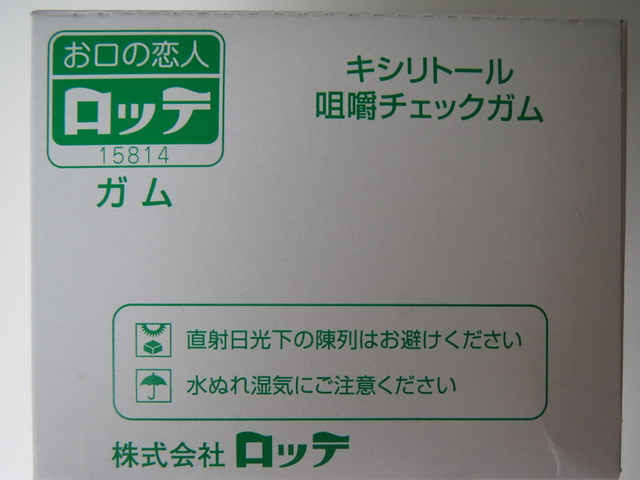 お口の恋人
ロッテ
15814
ガム
キシリトール
咀嚼チェックガム
直射日光下の陳列はお避けください
水ぬれ湿気にご注意ください
株式会社 ロッテ